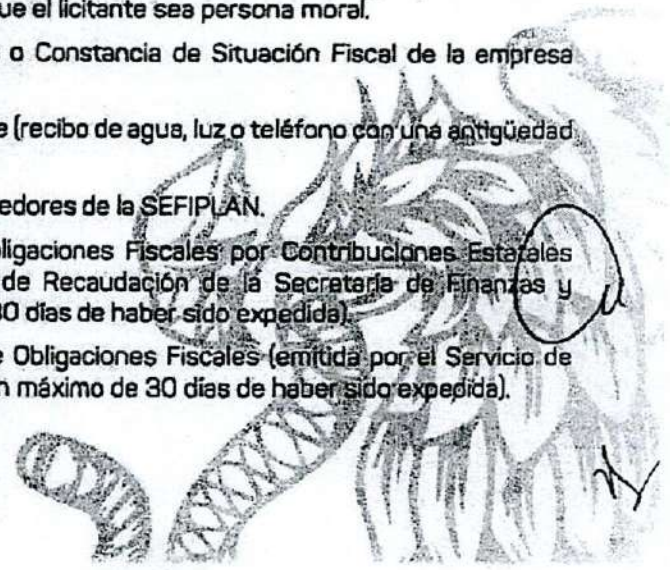 ue el licitante sea persona moral.
o Constancia de Situación Fiscal de la empresa
e (recibo de agua, luz o teléfono con una antigüedad
edores de la SEFIPLAN.
bligaciones Fiscales por Contribuciones Estatales
de Recaudación de la Secretaría de Finanzas y
30 días de haber sido expedida).
e Obligaciones Fiscales (emitida por el Servicio de
n máximo de 30 días de haber sido expedida).